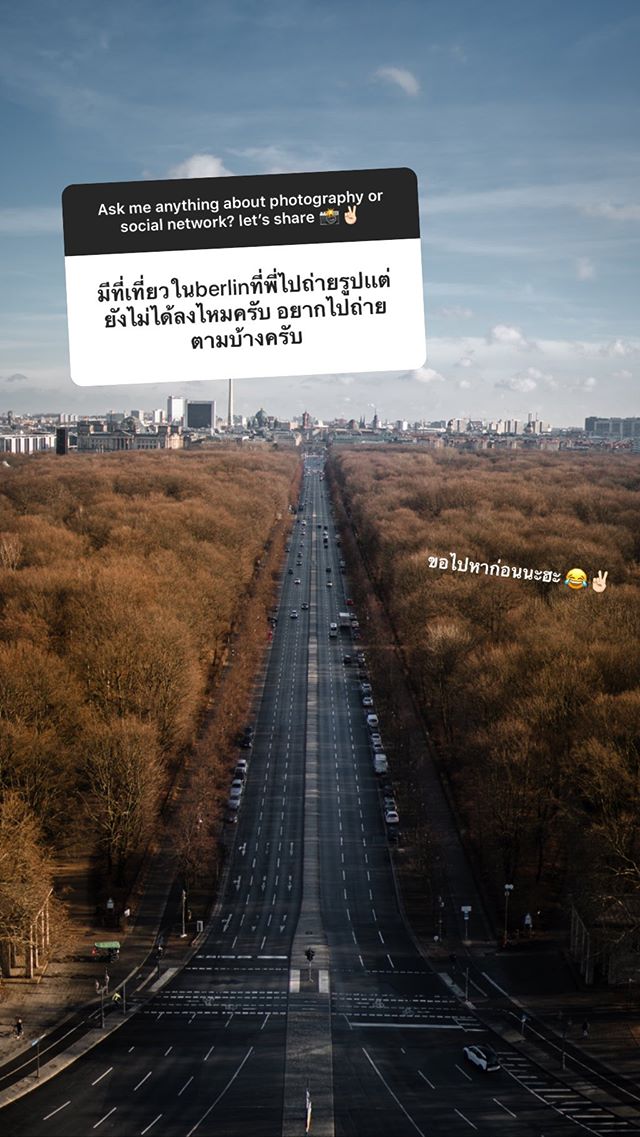 Ask me anything about photography or
social network? let’s share 📸✌🏻
มีที่เที่ยวในberlinที่พี่ไปถ่ายรูปแต่
ยังไม่ได้ลงไหมครับ อยากไปถ่าย
ตามบ้างครับ
ขอไปหาก่อนนะฮะ 😂✌🏻